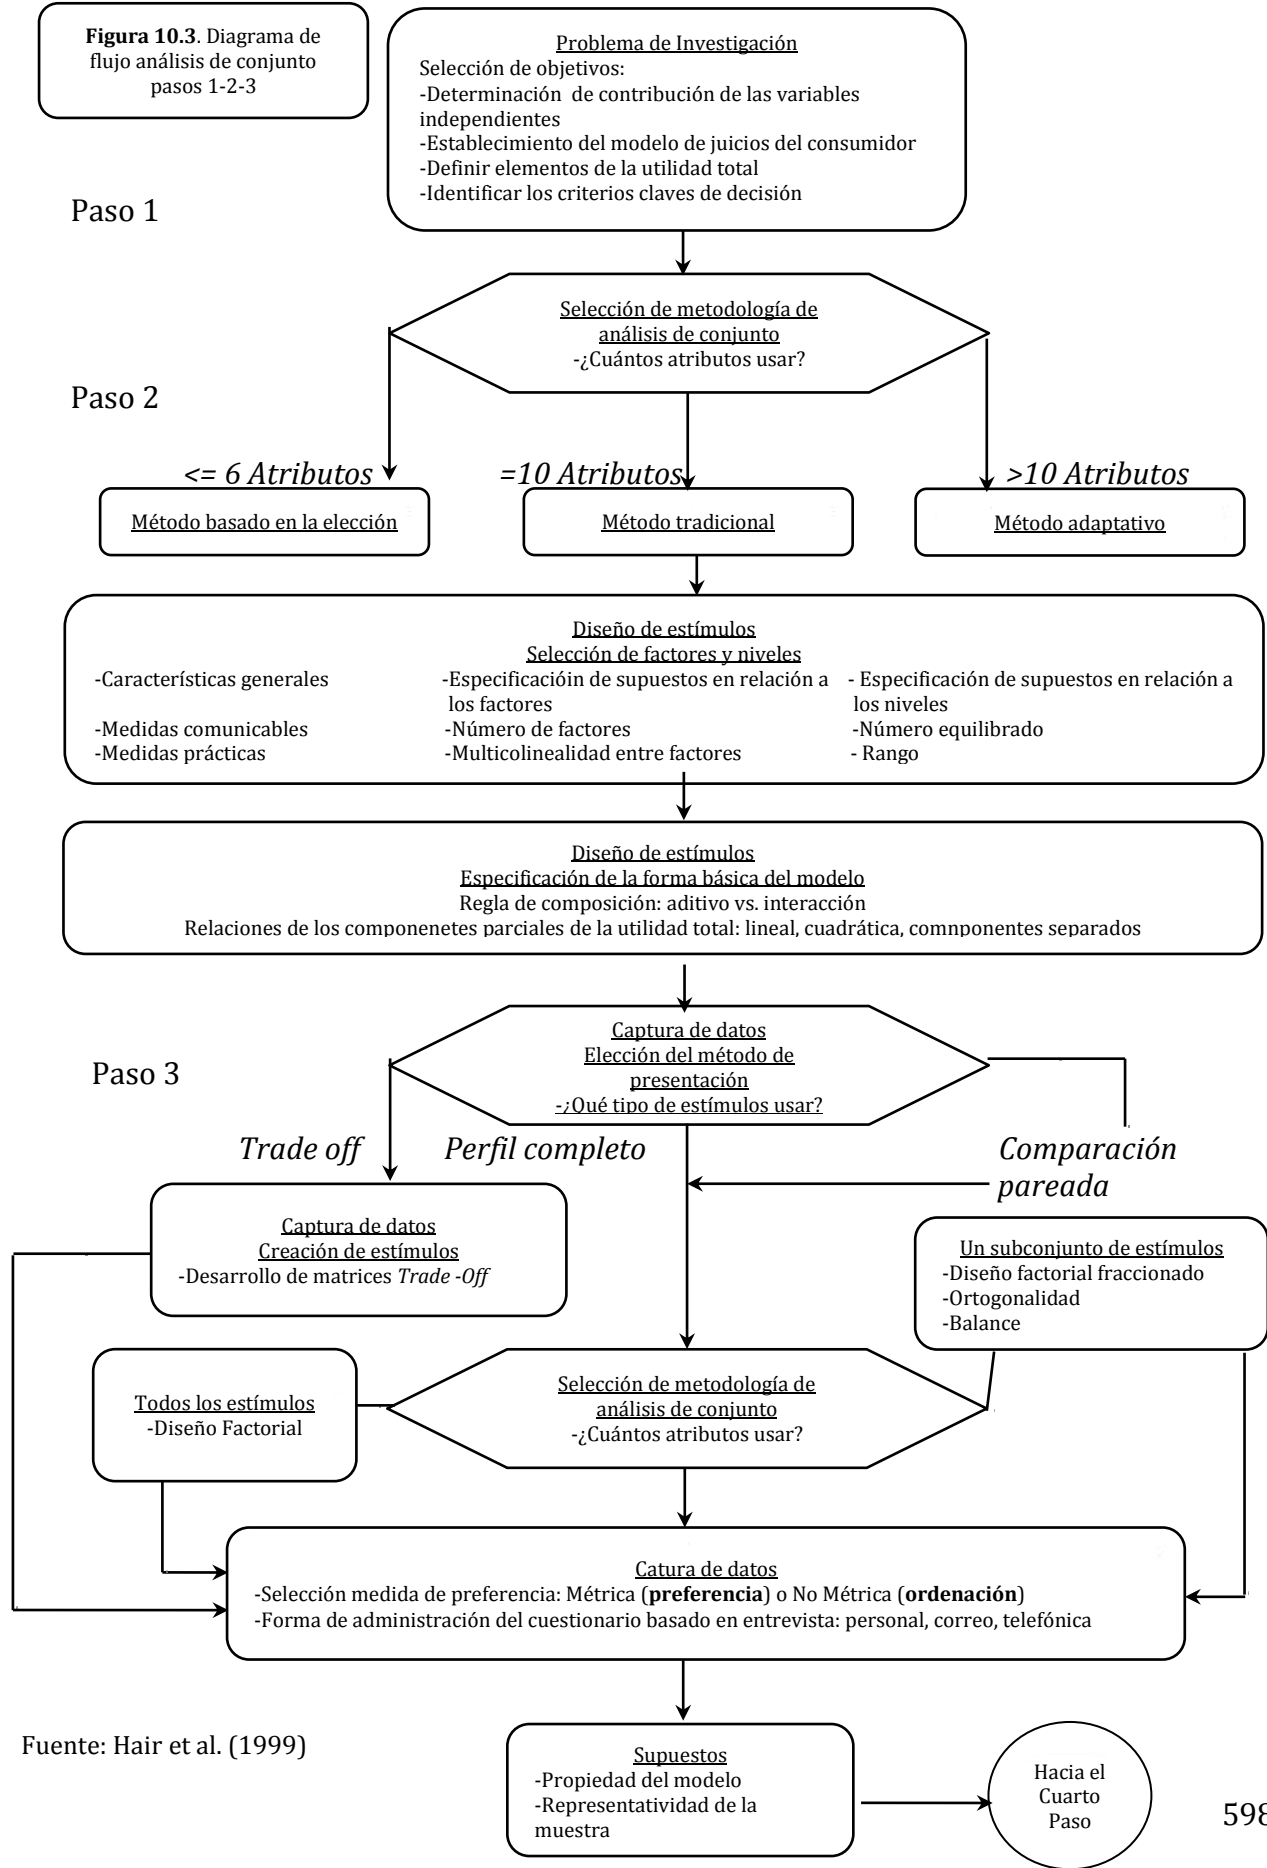 Figura 10.3. Diagrama de
flujo análisis de conjunto
pasos 1-2-3
Problema de Investigación
Selección de objetivos:
-Determinación de contribución de las variables
independientes
-Establecimiento del modelo de juicios del consumidor
-Definir elementos de la utilidad total
-Identificar los criterios claves de decisión
Paso 1
Selección de metodología de
análisis de conjunto
-¿Cuántos atributos usar?
Paso 2
<= 6 Atributos
=10 Atributos
>10 Atributos
Método basado en la elección
Método tradicional
Método adaptativo
Diseño de estímulos
Selección de factores y niveles
-Características generales
-Medidas comunicables
-Medidas prácticas
-Especificacióin de supuestos en relación a
los factores
-Número de factores
-Multicolinealidad entre factores
- Especificación de supuestos en relación a
los niveles
-Número equilibrado
- Rango
Diseño de estímulos
Especificación de la forma básica del modelo
Regla de composición: aditivo vs. interacción
Relaciones de los componenetes parciales de la utilidad total: lineal, cuadrática, comnponentes separados
Paso 3
Captura de datos
Elección del método de
presentación
-¿Qué tipo de estímulos usar?
Trade off
Perfil completo
Comparación
pareada
Captura de datos
Creación de estímulos
-Desarrollo de matrices Trade -Off
Un subconjunto de estímulos
-Diseño factorial fraccionado
-Ortogonalidad
-Balance
Todos los estímulos
-Diseño Factorial
Selección de metodología de
análisis de conjunto
-¿Cuántos atributos usar?
Catura de datos
-Selección medida de preferencia: Métrica (preferencia) o No Métrica (ordenación)
-Forma de administración del cuestionario basado en entrevista: personal, correo, telefónica
Fuente: Hair et al. (1999)
Supuestos
-Propiedad del modelo
-Representatividad de la
muestra
Hacia el
Cuarto
Paso
598